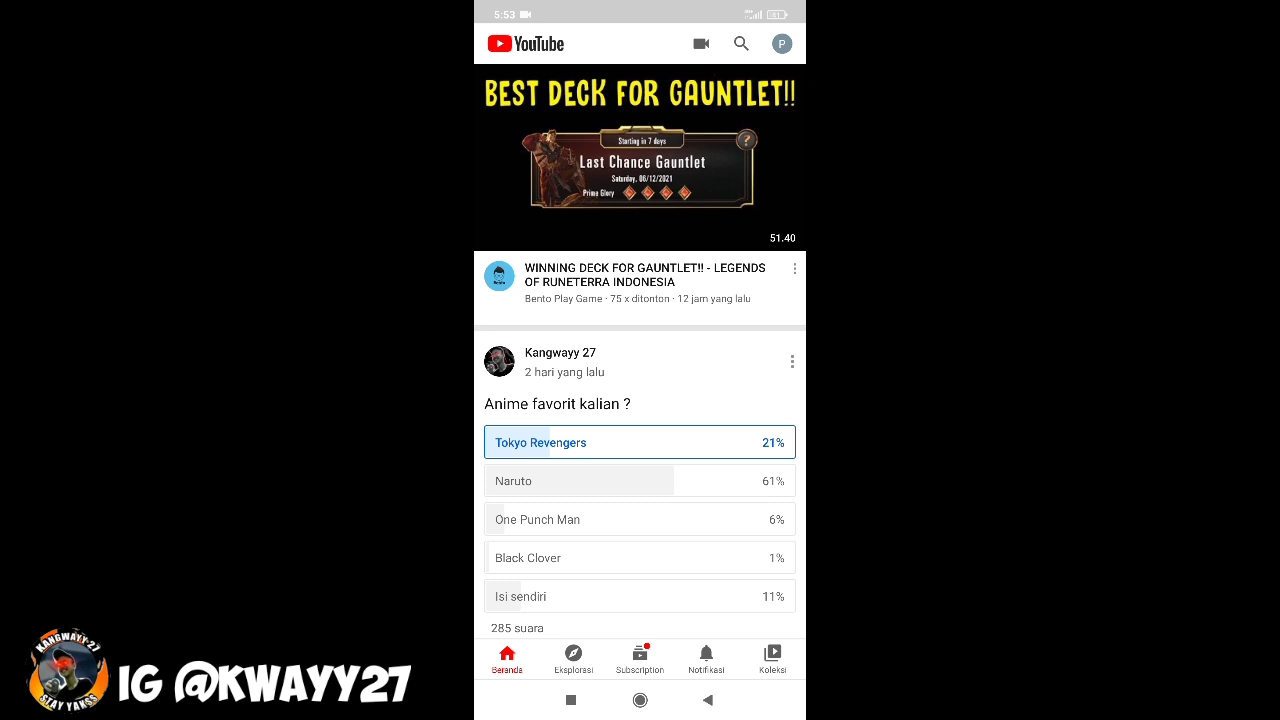 5:53
YouTube
P
BEST DECK FOR GAUNTLET!!
Starting in 7 days
?
Last Chance Gauntlet
Saturday, 06/12/2021
Prime Glory
51.40
WINNING DECK FOR GAUNTLET!! - LEGENDS
OF RUNETERRA INDONESIA
Bento Play Game · 75 x ditonton · 12 jam yang lalu
Kangwayy 27
2 hari yang lalu
Anime favorit kalian ?
Tokyo Revengers 21%
Naruto 61%
One Punch Man 6%
Black Clover 1%
Isi sendiri 11%
285 suara
Beranda Eksplorasi Subscription Notifikasi Koleksi
KANGWAYY-27
STAY YAKSS
IG @KWAYY27